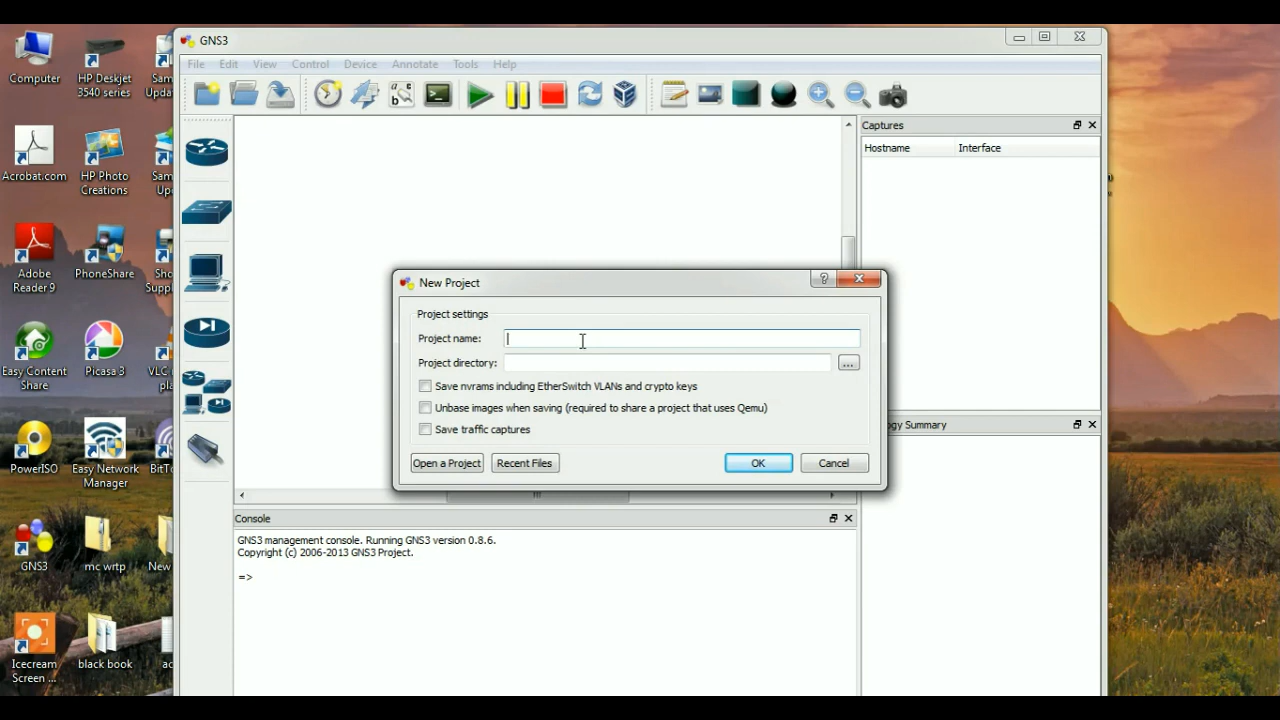 GNS3
File Edit View Control Device Annotate Tools Help
Captures
Hostname Interface
New Project
Project settings
Project name:
Project directory:
...
Save nvrams including EtherSwitch VLANs and crypto keys
Unbase images when saving (required to share a project that uses Qemu)
Save traffic captures
Open a Project Recent Files OK Cancel
Summary
Console
GNS3 management console. Running GNS3 version 0.8.6.
Copyright (c) 2006-2013 GNS3 Project.
=>
Computer
HP Deskjet
3540 series
Acrobat.com
HP Photo
Creations
Adobe
Reader 9
PhoneShare
Easy Content
Share
Picasa 3
PowerISO
Easy Network
Manager
GNS3
mc wrtp
New
Icecream
Screen ...
black book